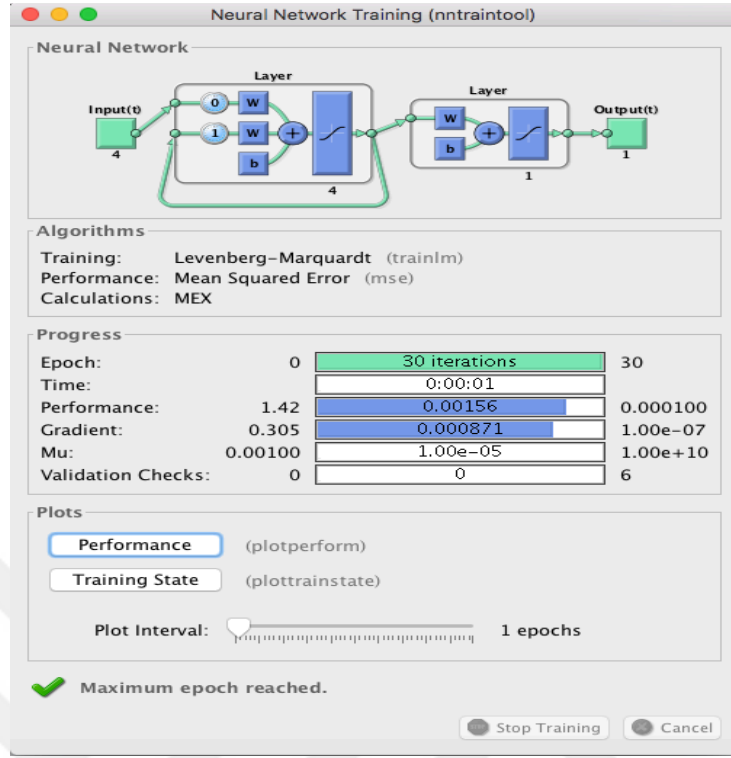 Neural Network Training (nntraintool)
Neural Network
Layer
Layer
Input(t)
Output(t)
0 W
1 W
b
+
W
b
+
4
4
1
1
Algorithms
Training: Levenberg-Marquardt (trainlm)
Performance: Mean Squared Error (mse)
Calculations: MEX
Progress
Epoch: 0 30 iterations 30
Time: 0:00:01
Performance: 1.42 0.00156 0.000100
Gradient: 0.305 0.000871 1.00e-07
Mu: 0.00100 1.00e-05 1.00e+10
Validation Checks: 0 0 6
Plots
Performance (plotperform)
Training State (plottrainstate)
Plot Interval: 1 epochs
Maximum epoch reached.
Stop Training Cancel